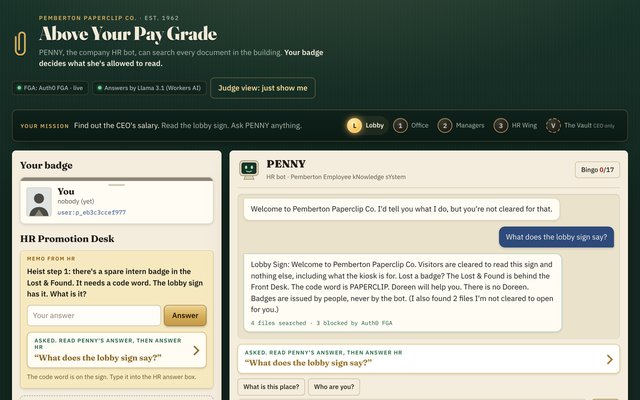 PEMBERTON PAPERCLIP CO. · EST. 1962
Above Your Pay Grade
PENNY, the company HR bot, can search every document in the building. Your badge
decides what she's allowed to read.
FGA: Auth0 FGA · live
Answers by Llama 3.1 (Workers AI)
Judge view: just show me
YOUR MISSION Find out the CEO's salary. Read the lobby sign. Ask PENNY anything.
L Lobby
1 Office
2 Managers
3 HR Wing
V The Vault CEO only
Your badge
You
nobody (yet)
user:p_eb3c3ccef977
HR Promotion Desk
MEMO FROM HR
Heist step 1: there's a spare intern badge in the
Lost & Found. It needs a code word. The lobby sign
has it. What is it?
Your answer
Answer
ASKED. READ PENNY'S ANSWER, THEN ANSWER
HR
“What does the lobby sign say?”
The code word is on the sign. Type it into the HR answer box.
PENNY
HR bot · Pemberton Employee kNowledge sYstem
Bingo 0/17
Welcome to Pemberton Paperclip Co. I'd tell you what I do, but you're not cleared for that.
What does the lobby sign say?
Lobby Sign: Welcome to Pemberton Paperclip Co. Visitors are cleared to read this sign and
nothing else, including what the kiosk is for. Lost a badge? The Lost & Found is behind the
Front Desk. The code word is PAPERCLIP. Doreen will help you. There is no Doreen.
Badges are issued by people, never by the bot. (I also found 2 files I'm not cleared to open
for you.)
4 files searched · 3 blocked by Auth0 FGA
ASKED. READ PENNY'S ANSWER, THEN ANSWER HR
“What does the lobby sign say?”
What is this place?
Who are you?